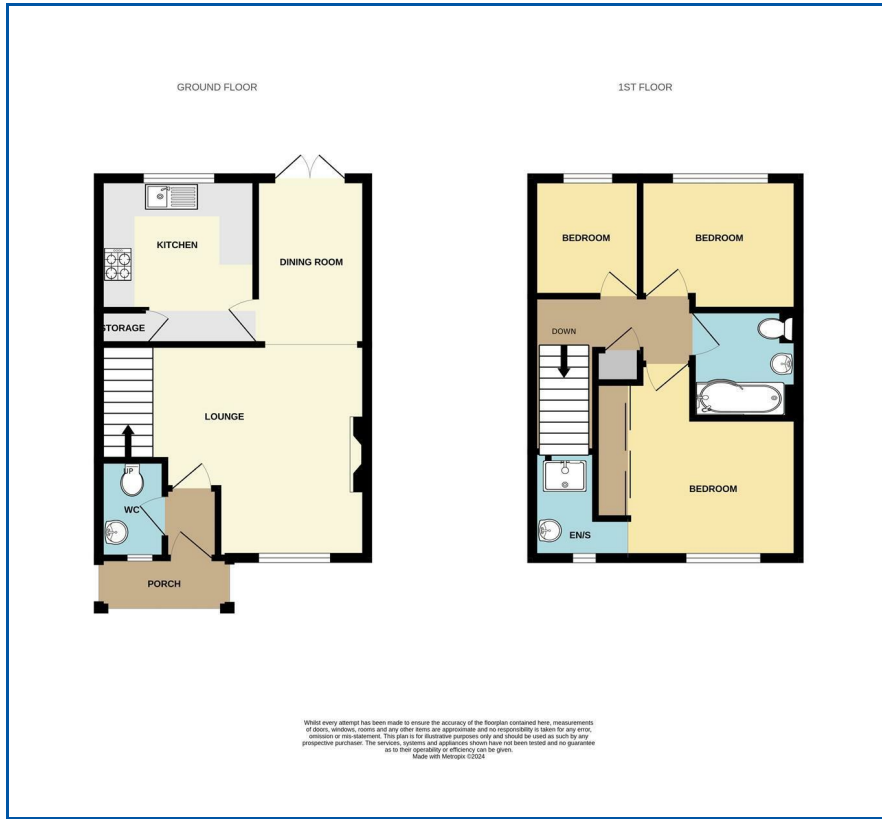 GROUND FLOOR
1ST FLOOR
KITCHEN
DINING ROOM
STORAGE
LOUNGE
UP
WC
PORCH
BEDROOM
BEDROOM
DOWN
BEDROOM
EN/S
Whilst every attempt has been made to ensure the accuracy of the floorplan contained here, measurements
of doors, windows, rooms and any other items are approximate and no responsibility is taken for any error,
omission or mis-statement. This plan is for illustrative purposes only and should be used as such by any
prospective purchaser. The services, systems and appliances shown have not been tested and no guarantee
as to their operability or efficiency can be given.
Made with Metropix ©2024